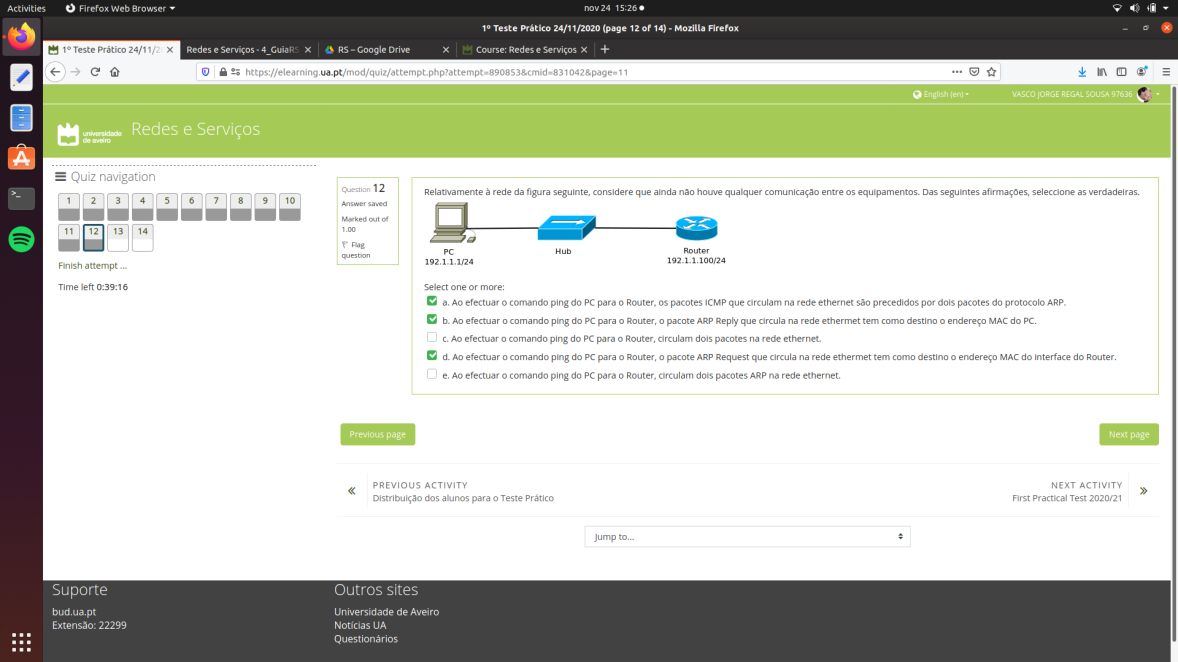 Activities
Firefox Web Browser
nov 24 15:26
1º Teste Prático 24/11/2020 (page 12 of 14) - Mozilla Firefox
1º Teste Prático 24/11/2
Redes e Serviços - 4_GuiaRS
RS – Google Drive
Course: Redes e Serviços
https://elearning.ua.pt/mod/quiz/attempt.php?attempt=890853&cmid=831042&page=11
English (en)
VASCO JORGE REGAL SOUSA 97636
universidade
de aveiro
Redes e Serviços
Quiz navigation
1 2 3 4 5 6 7 8 9 10
11 12 13 14
Finish attempt ...
Time left 0:39:16
Question 12
Answer saved
Marked out of
1.00
Flag
question
Relativamente à rede da figura seguinte, considere que ainda não houve qualquer comunicação entre os equipamentos. Das seguintes afirmações, seleccione as verdadeiras.
PC
192.1.1.1/24
Hub
Router
192.1.1.100/24
Select one or more:
a. Ao efectuar o comando ping do PC para o Router, os pacotes ICMP que circulam na rede ethernet são precedidos por dois pacotes do protocolo ARP.
b. Ao efectuar o comando ping do PC para o Router, o pacote ARP Reply que circula na rede ethermet tem como destino o endereço MAC do PC.
c. Ao efectuar o comando ping do PC para o Router, circulam dois pacotes na rede ethernet.
d. Ao efectuar o comando ping do PC para o Router, o pacote ARP Request que circula na rede ethermet tem como destino o endereço MAC do interface do Router.
e. Ao efectuar o comando ping do PC para o Router, circulam dois pacotes ARP na rede ethernet.
Previous page
Next page
PREVIOUS ACTIVITY
Distribuição dos alunos para o Teste Prático
NEXT ACTIVITY
First Practical Test 2020/21
Jump to...
Suporte
bud.ua.pt
Extensão: 22299
Outros sites
Universidade de Aveiro
Notícias UA
Questionários